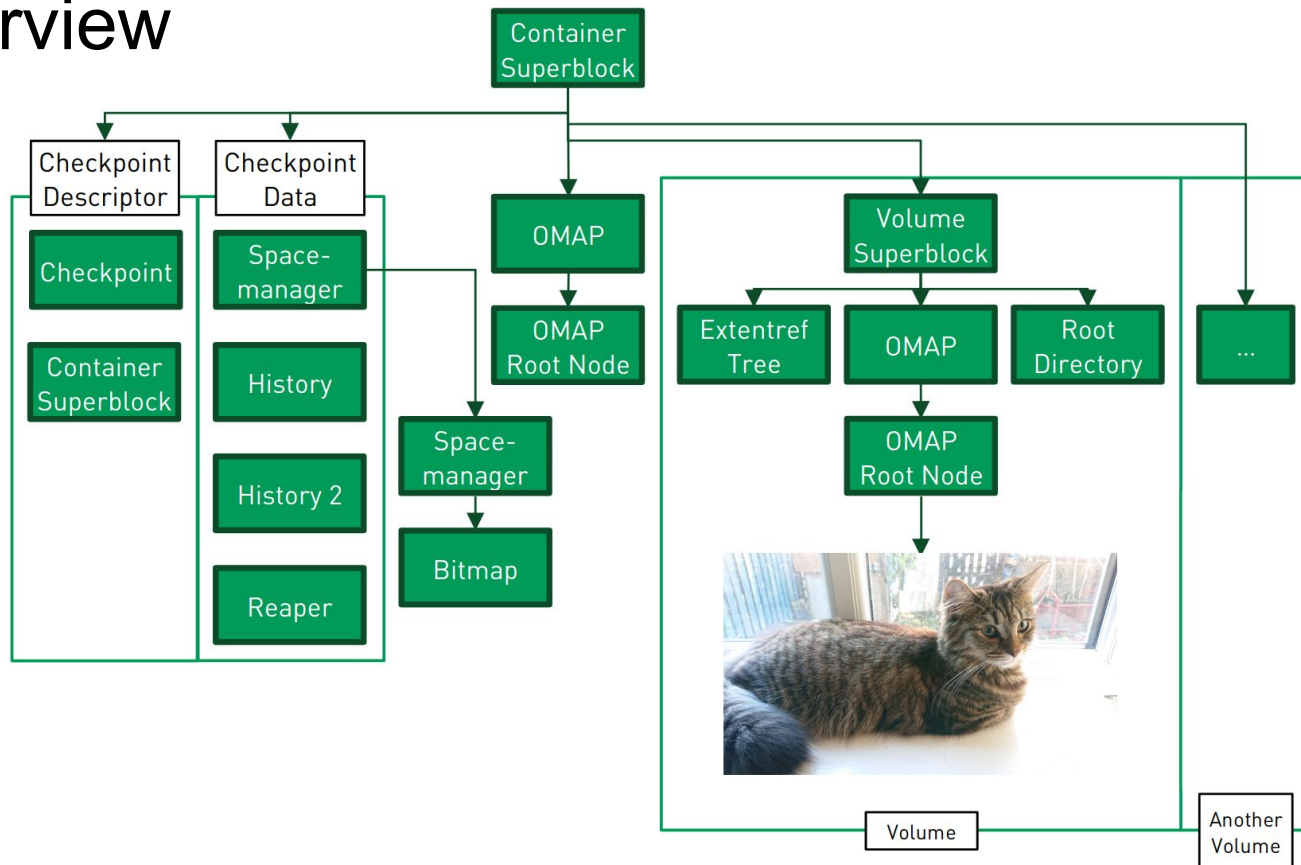 rview
Container
Superblock
Checkpoint
Descriptor
Checkpoint
Data
Checkpoint
Container
Superblock
Space-
manager
History
History 2
Reaper
Space-
manager
Bitmap
OMAP
OMAP
Root Node
Volume
Superblock
Extentref
Tree
OMAP
Root
Directory
OMAP
Root Node
Volume
...
Another
Volume